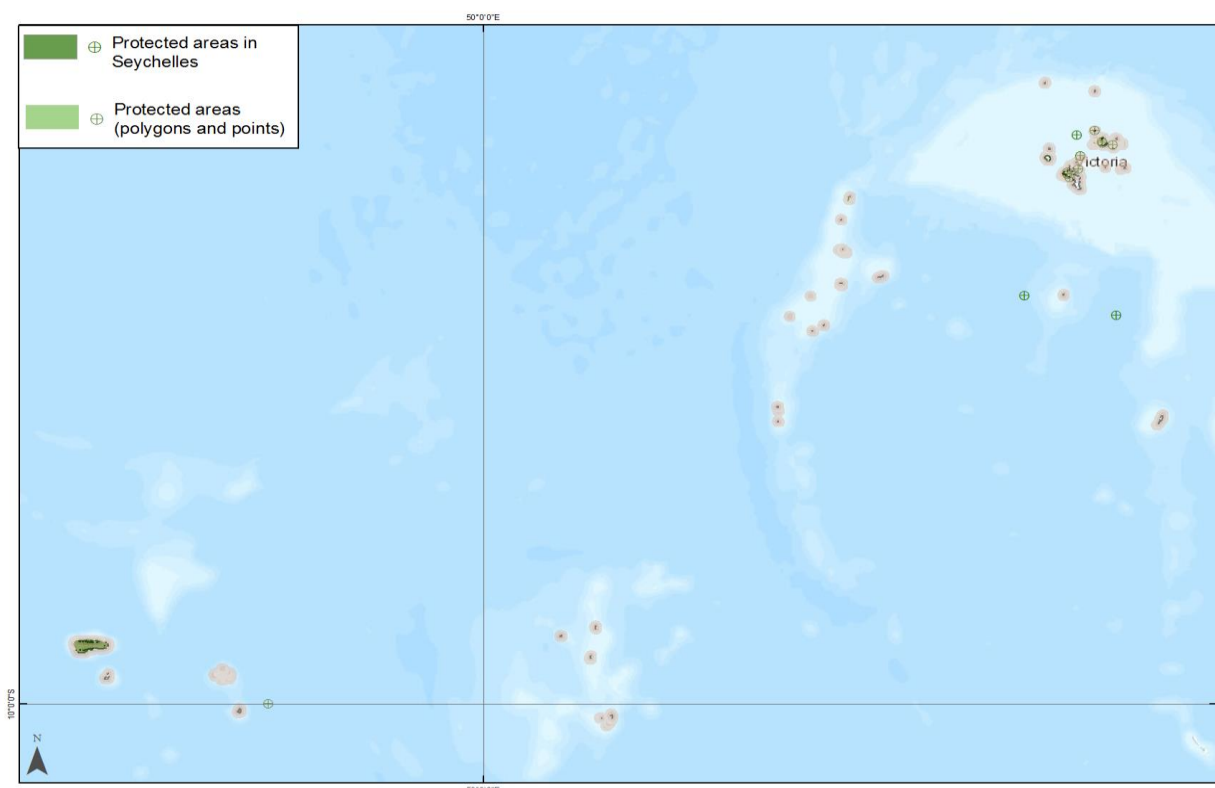 50°0'0"E
Protected areas in
Seychelles
Protected areas
(polygons and points)
ictoria
10°0'0"S
N